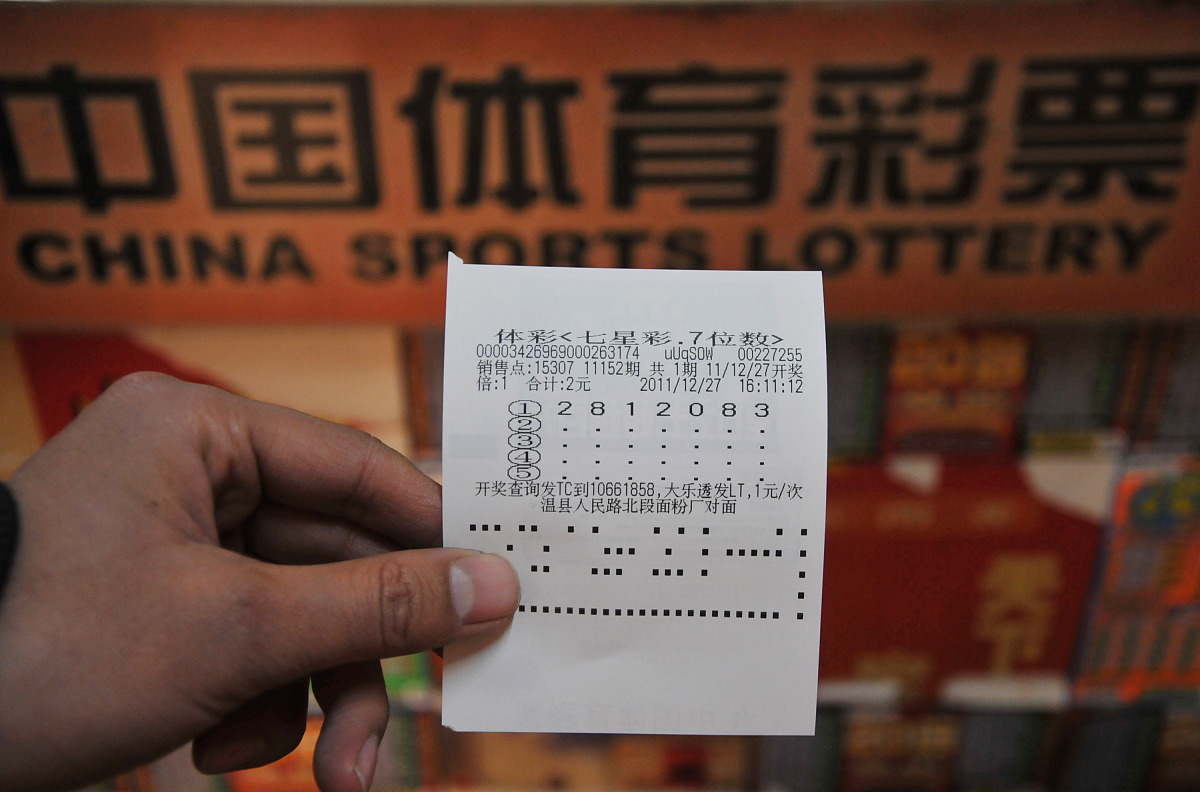 中国体育彩票
CHINA SPORTS LOTTERY
体彩<七星彩.7位数>
00003426969000263174 uUqSOW 00227255
销售点:15307 11152期 共 1期 11/12/27开奖
倍:1 合计:2元 2011/12/27 16:11:12
① 2 8 1 2 0 8 3
② . . . . . . .
③ . . . . . . .
④ . . . . . . .
⑤ . . . . . . .
开奖查询发TC到10661858,大乐透发LT,1元/次
温县人民路北段面粉厂对面